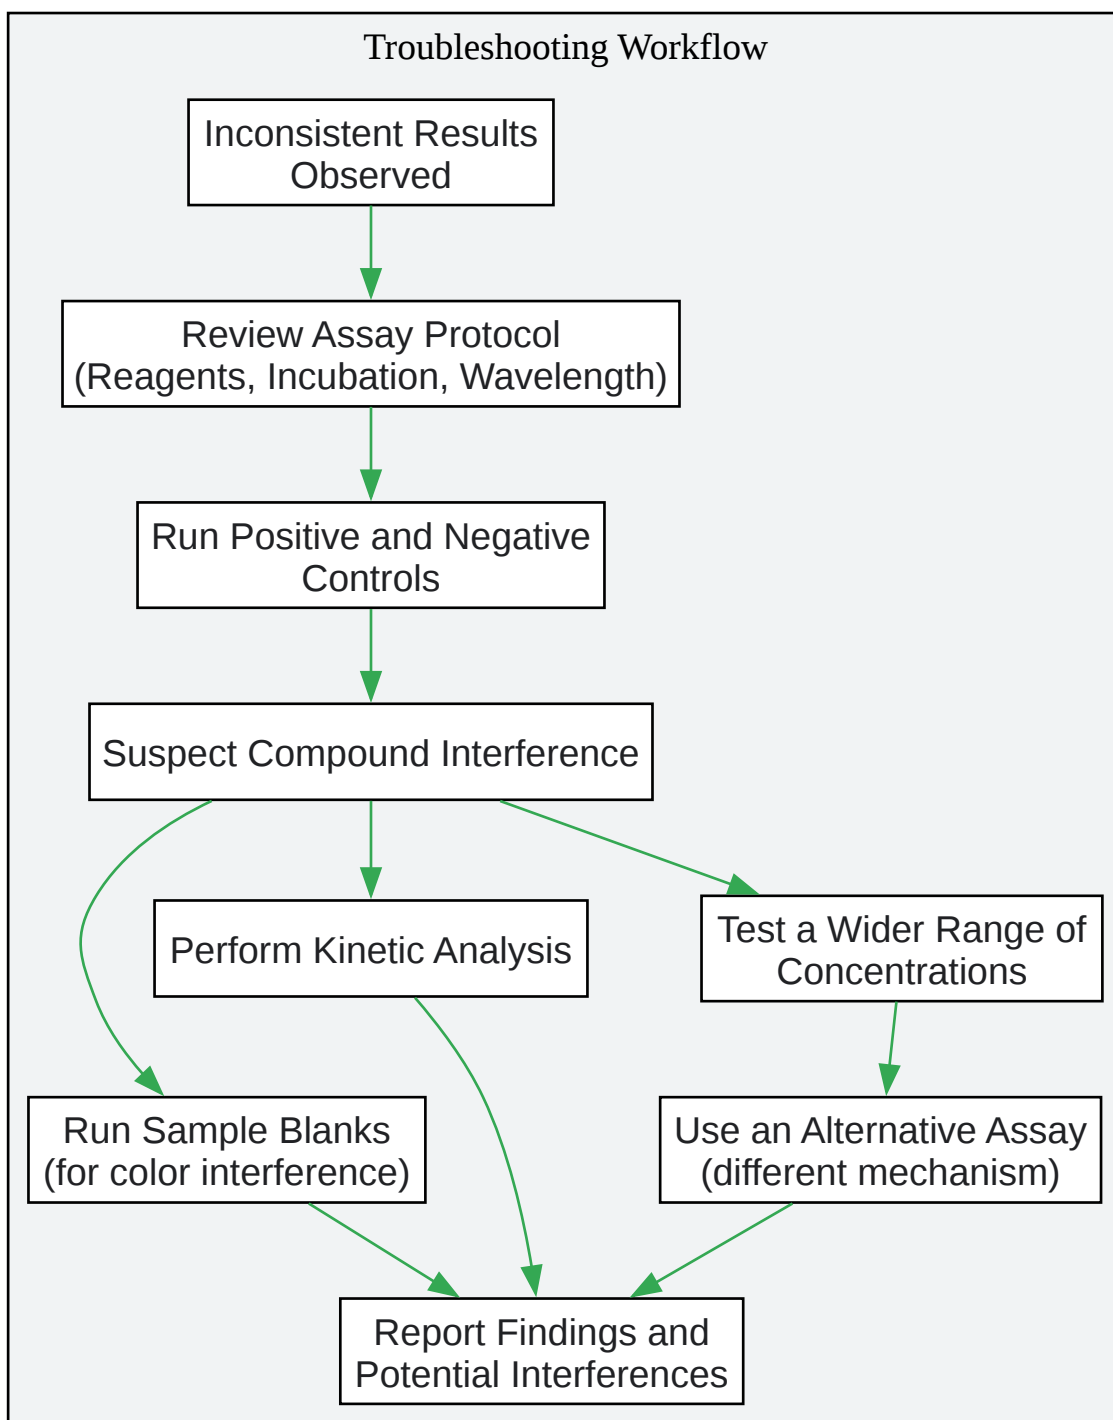 Troubleshooting Workflow
Inconsistent Results
Observed
Review Assay Protocol
(Reagents, Incubation, Wavelength)
Run Positive and Negative
Controls
Suspect Compound Interference
Perform Kinetic Analysis
Test a Wider Range of
Concentrations
Run Sample Blanks
(for color interference)
Use an Alternative Assay
(different mechanism)
Report Findings and
Potential Interferences